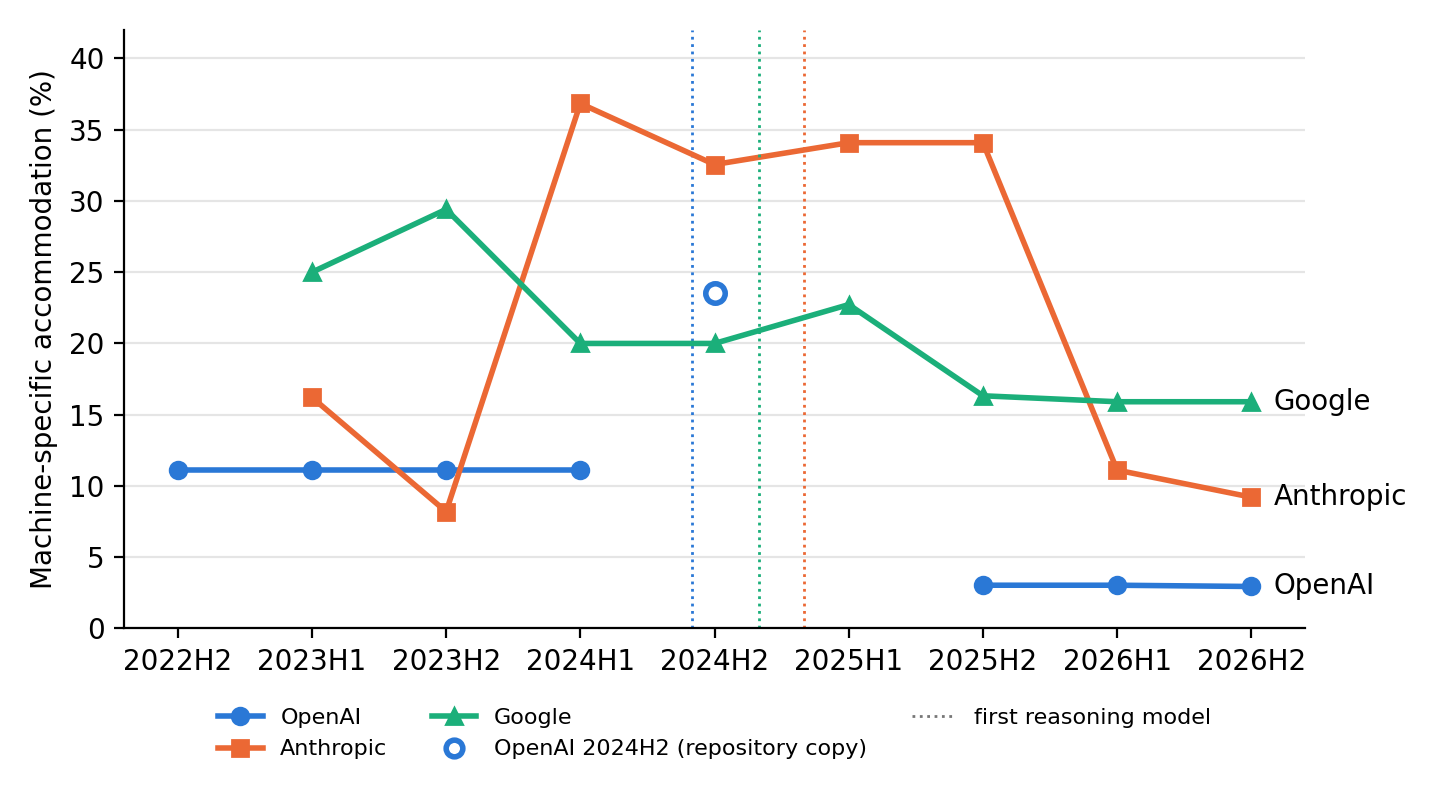 Machine-specific accommodation (%)
40
35
30
25
20
15
10
5
0
Google
Anthropic
OpenAI
2022H2 2023H1 2023H2 2024H1 2024H2 2025H1 2025H2 2026H1 2026H2
OpenAI Google first reasoning model
Anthropic OpenAI 2024H2 (repository copy)